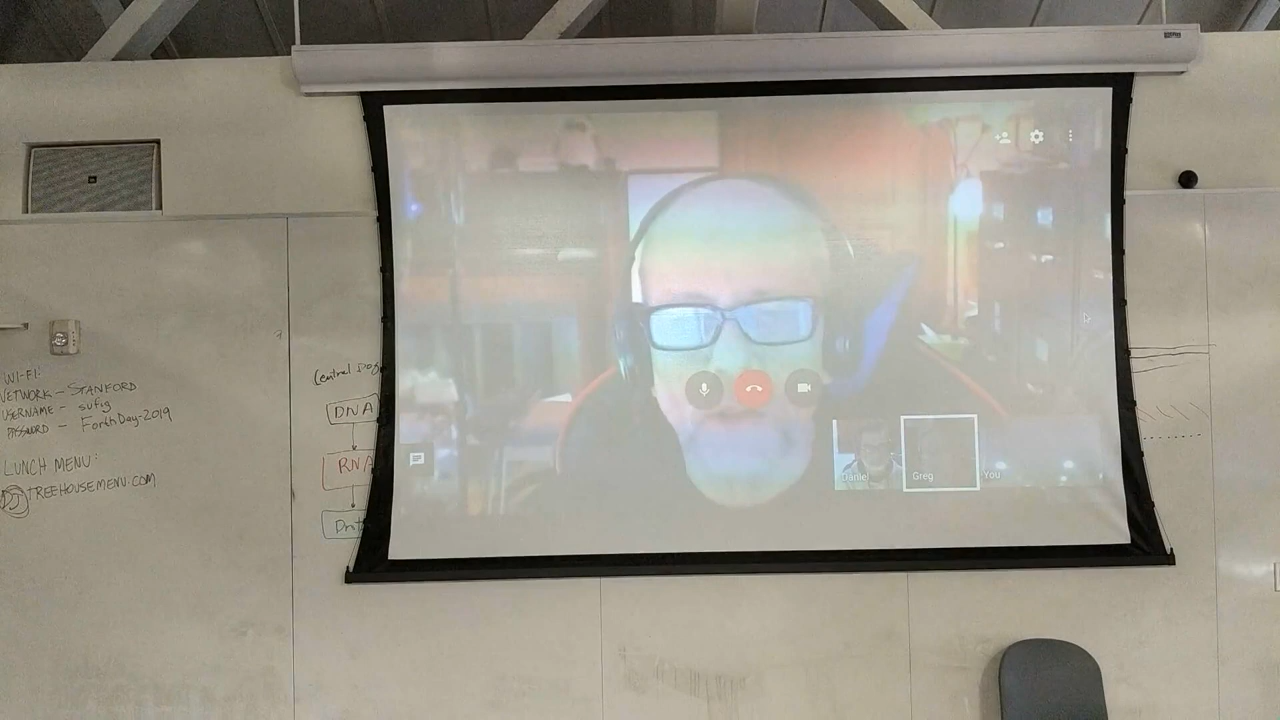 WI-FI:
NETWORK - STANFORD
USERNAME - svfig
PASSWORD - ForthDay-2019
LUNCH MENU:
TREEHOUSEMENU.COM
Central Dog
DNA
RNA
Prot
Daniel
Greg
You